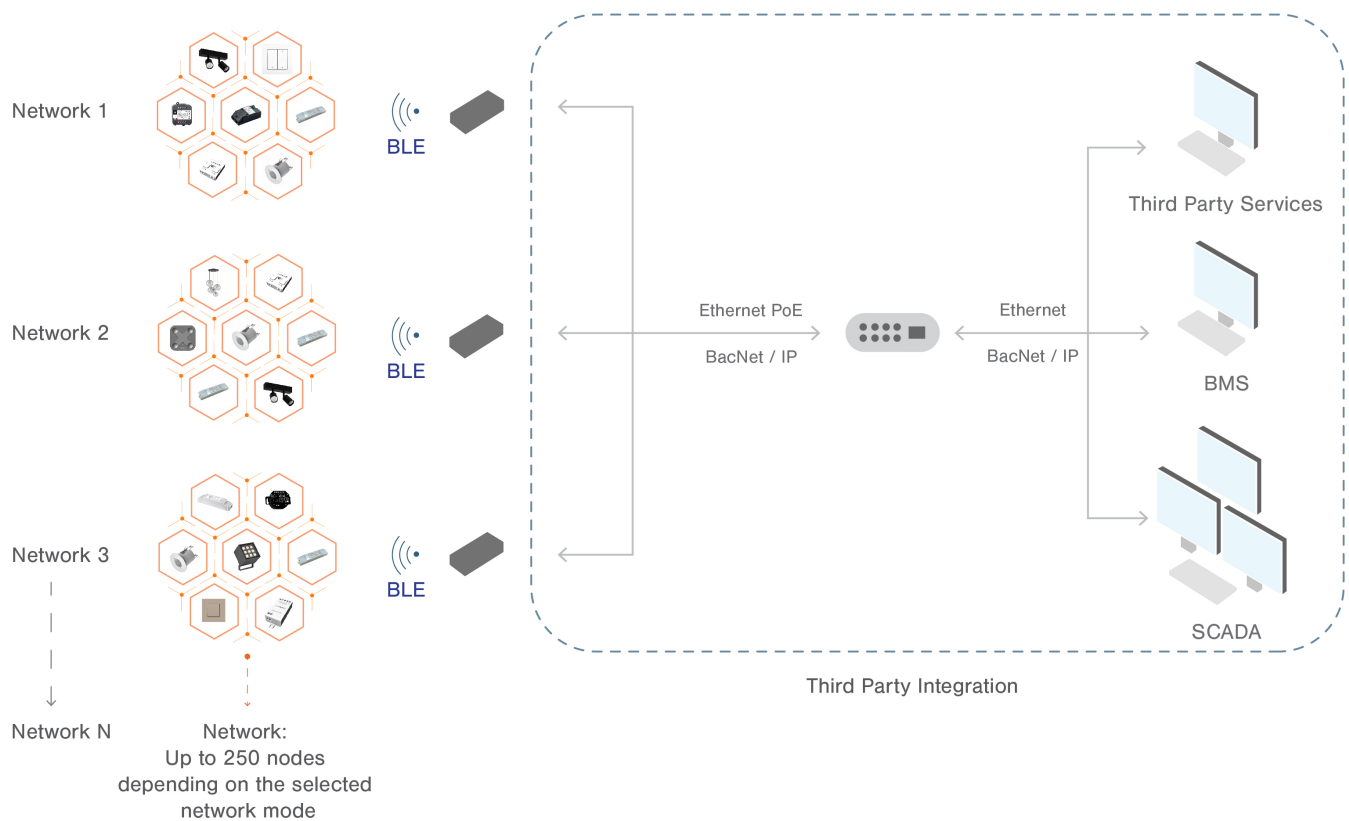 Network 1
BLE
Third Party Services
Network 2
BLE
Ethernet PoE
BacNet / IP
Ethernet
BacNet / IP
BMS
Network 3
BLE
SCADA
Third Party Integration
Network N
Network:
Up to 250 nodes
depending on the selected
network mode